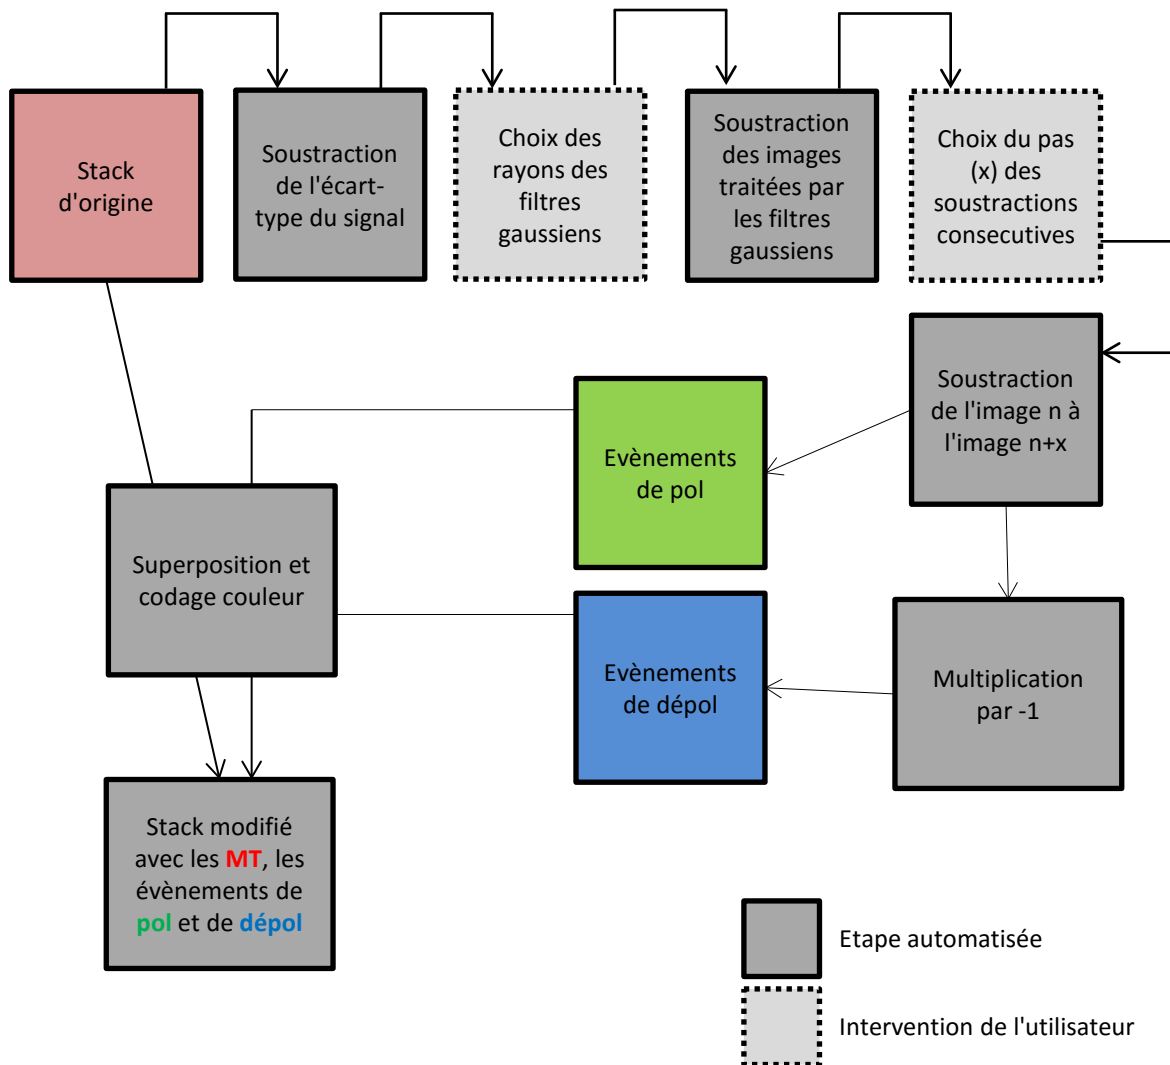 Stack
d'origine
Soustraction
de l'écart-
type du signal
Choix des
rayons des
filtres
gaussiens
Soustraction
des images
traitées par
les filtres
gaussiens
Choix du pas
(x) des
soustractions
consecutives
Soustraction
de l'image n à
l'image n+x
Evènements
de pol
Superposition et
codage couleur
Evènements
de dépol
Multiplication
par -1
Stack modifié
avec les MT, les
évènements de
pol et de dépol
Etape automatisée
Intervention de l'utilisateur